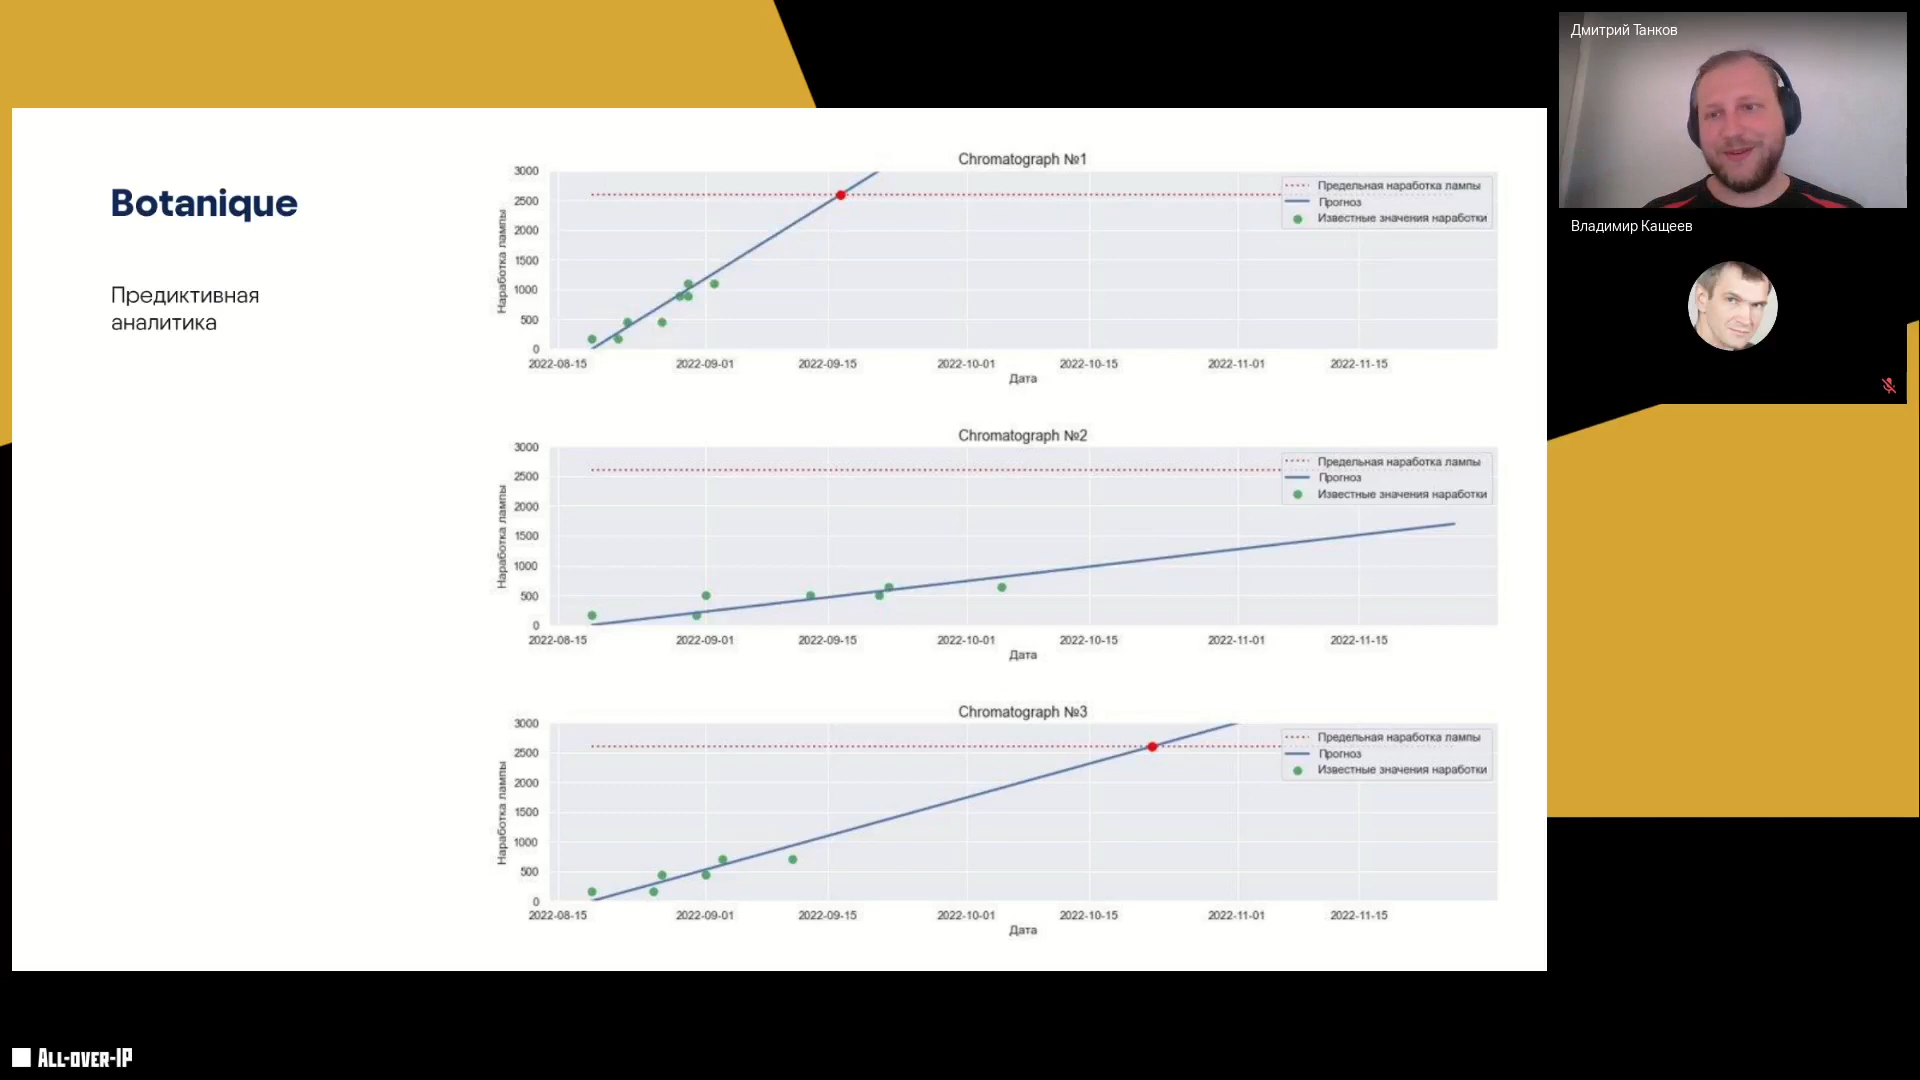 Дмитрий Танков
Владимир Кащеев
Botanique
Предиктивная
аналитика
Chromatograph №1
3000
2500
2000
1500
1000
500
0
Наработка лампы
Предельная наработка лампы
Прогноз
Известные значения наработки
2022-08-15 2022-09-01 2022-09-15 2022-10-01 2022-10-15 2022-11-01 2022-11-15
Дата
Chromatograph №2
3000
2500
2000
1500
1000
500
0
Наработка лампы
Предельная наработка лампы
Прогноз
Известные значения наработки
2022-08-15 2022-09-01 2022-09-15 2022-10-01 2022-10-15 2022-11-01 2022-11-15
Дата
Chromatograph №3
3000
2500
2000
1500
1000
500
0
Наработка лампы
Предельная наработка лампы
Прогноз
Известные значения наработки
2022-08-15 2022-09-01 2022-09-15 2022-10-01 2022-10-15 2022-11-01 2022-11-15
Дата
ALL-OVER-IP